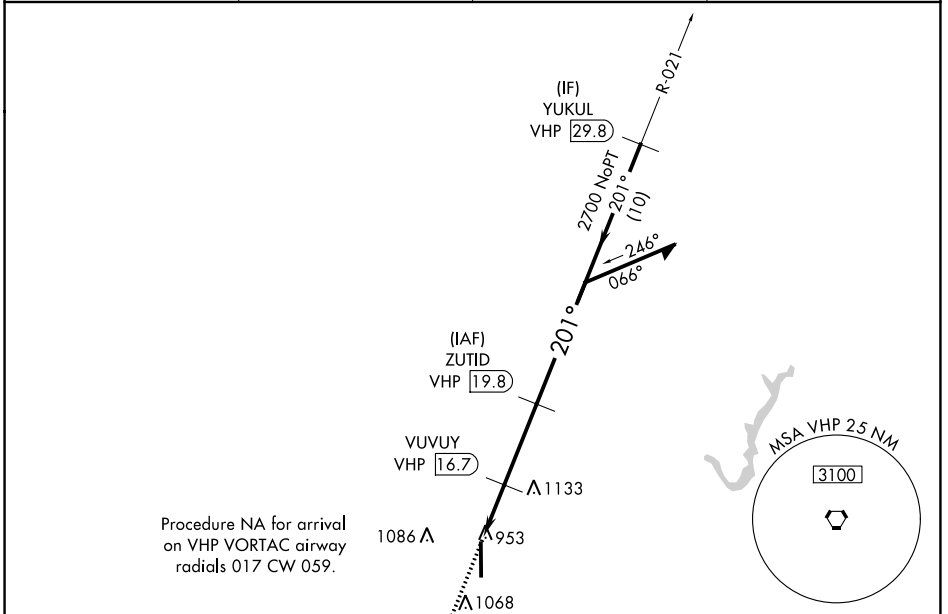 R-021
(IF)
YUKUL
VHP 29.8
2700 NoPT
201°
(10)
246°
066°
201°
(IAF)
ZUTID
VHP 19.8
VUVUY
VHP 16.7
MSA VHP 25 NM
3100
1133
Procedure NA for arrival
on VHP VORTAC airway
radials 017 CW 059.
1086
953
1068